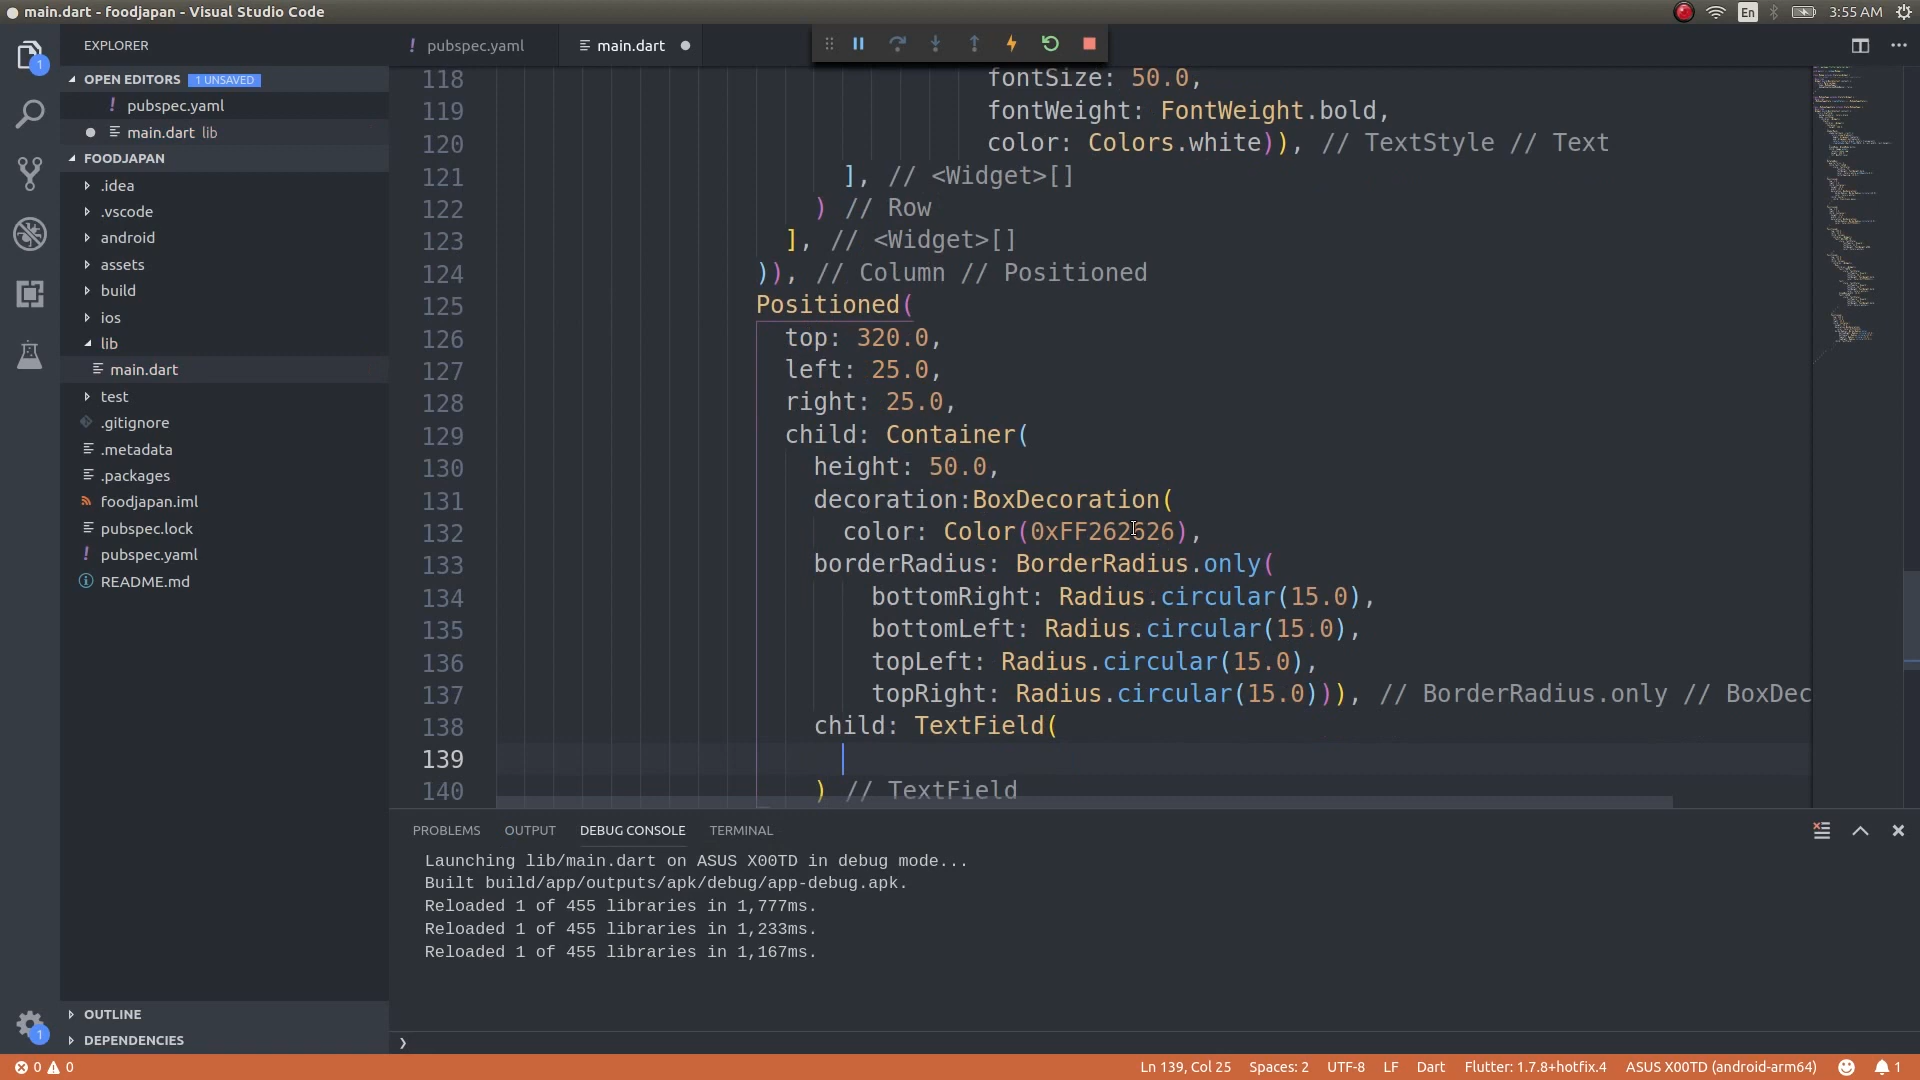 main.dart - foodjapan - Visual Studio Code
En
3:55 AM
EXPLORER
! pubspec.yaml
main.dart
OPEN EDITORS 1 UNSAVED
! pubspec.yaml
main.dart lib
FOODJAPAN
.idea
.vscode
android
assets
build
ios
lib
main.dart
test
.gitignore
.metadata
.packages
foodjapan.iml
pubspec.lock
! pubspec.yaml
README.md
OUTLINE
DEPENDENCIES
1
1
118 fontSize: 50.0,
119 fontWeight: FontWeight.bold,
120 color: Colors.white)), // TextStyle // Text
121 ], // <Widget>[]
122 ) // Row
123 ], // <Widget>[]
124 )), // Column // Positioned
125 Positioned(
126 top: 320.0,
127 left: 25.0,
128 right: 25.0,
129 child: Container(
130 height: 50.0,
131 decoration:BoxDecoration(
132 color: Color(0xFF262626),
133 borderRadius: BorderRadius.only(
134 bottomRight: Radius.circular(15.0),
135 bottomLeft: Radius.circular(15.0),
136 topLeft: Radius.circular(15.0),
137 topRight: Radius.circular(15.0))), // BorderRadius.only // BoxDec
138 child: TextField(
139
140 ) // TextField
PROBLEMS OUTPUT DEBUG CONSOLE TERMINAL
Launching lib/main.dart on ASUS X00TD in debug mode...
Built build/app/outputs/apk/debug/app-debug.apk.
Reloaded 1 of 455 libraries in 1,777ms.
Reloaded 1 of 455 libraries in 1,233ms.
Reloaded 1 of 455 libraries in 1,167ms.
0 0 Ln 139, Col 25 Spaces: 2 UTF-8 LF Dart Flutter: 1.7.8+hotfix.4 ASUS X00TD (android-arm64) 1